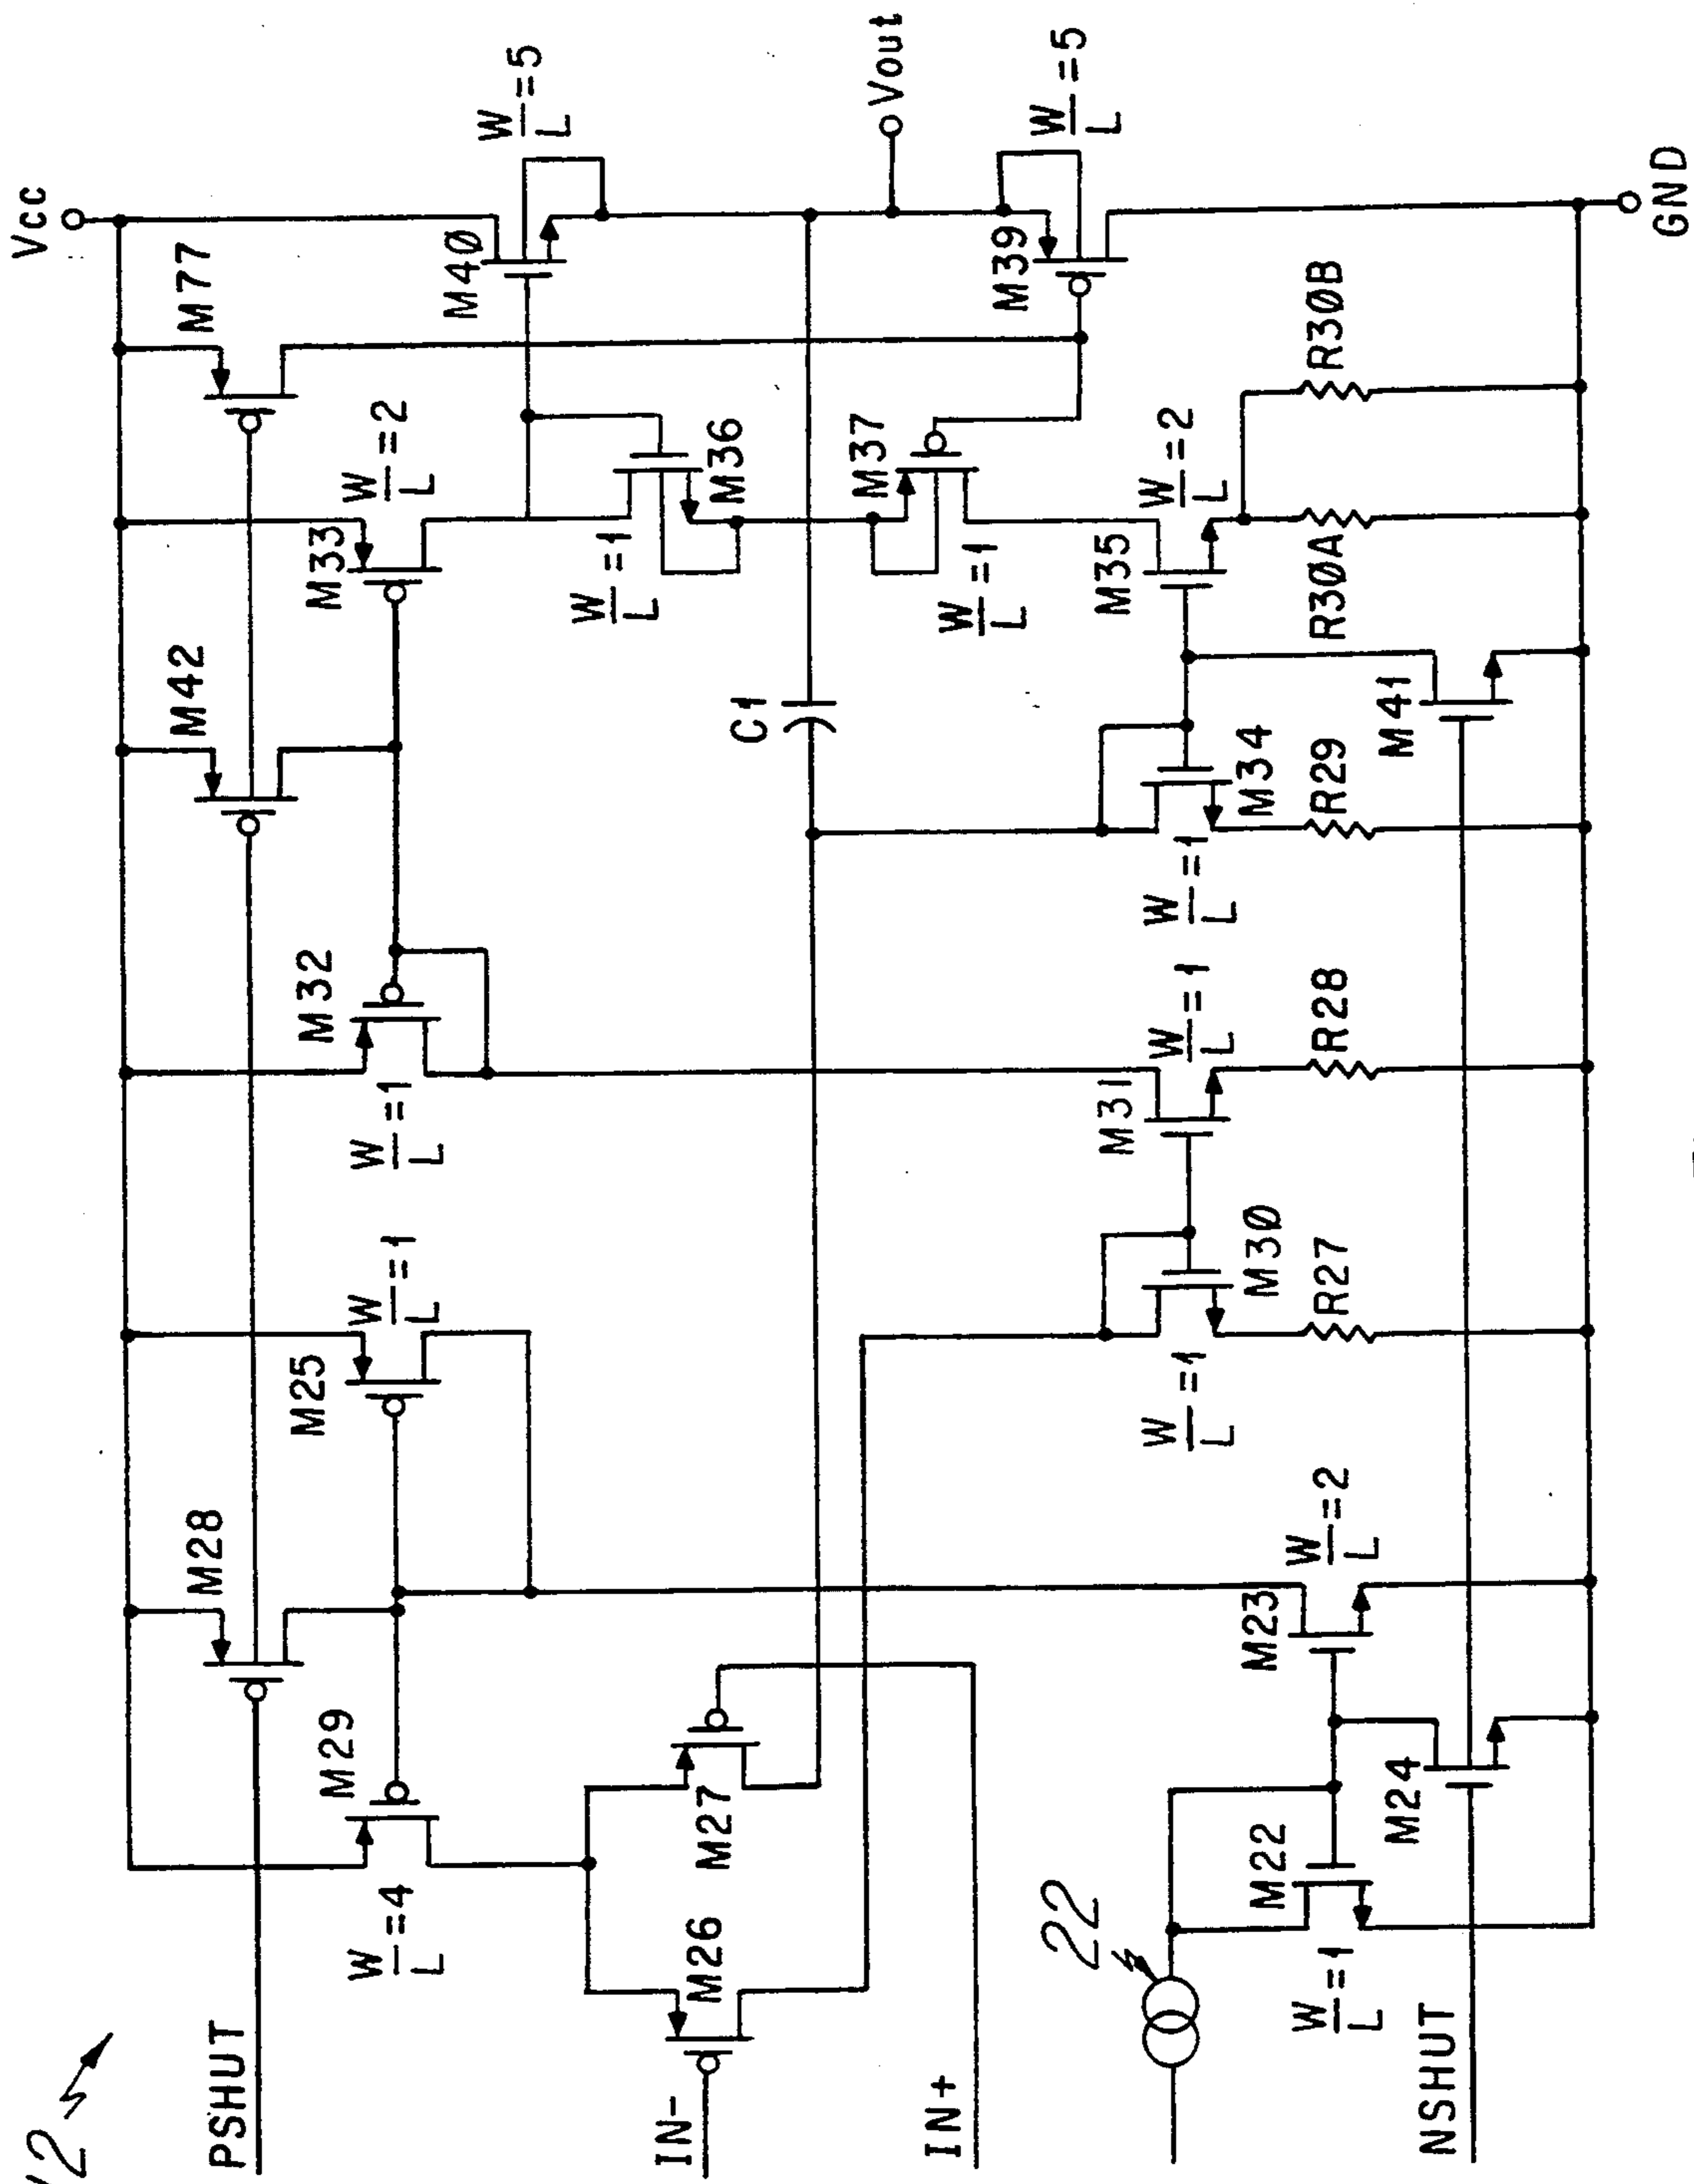 Vcc
M28
M42
M77
PSHUT
M29
M25
M32
M33
W/L=4
W/L=1
W/L=1
W/L=2
M40
W/L=5
W/L=1
M36
IN-
M26
M27
C1
M37
Vout
IN+
W/L=1
M39
W/L=5
22
M31
M35
W/L=1
W/L=1
W/L=1
W/L=2
M22
M23
M30
M34
W/L=1
W/L=2
R27
R28
R29
R30A
R30B
M24
M41
NSHUT
GND